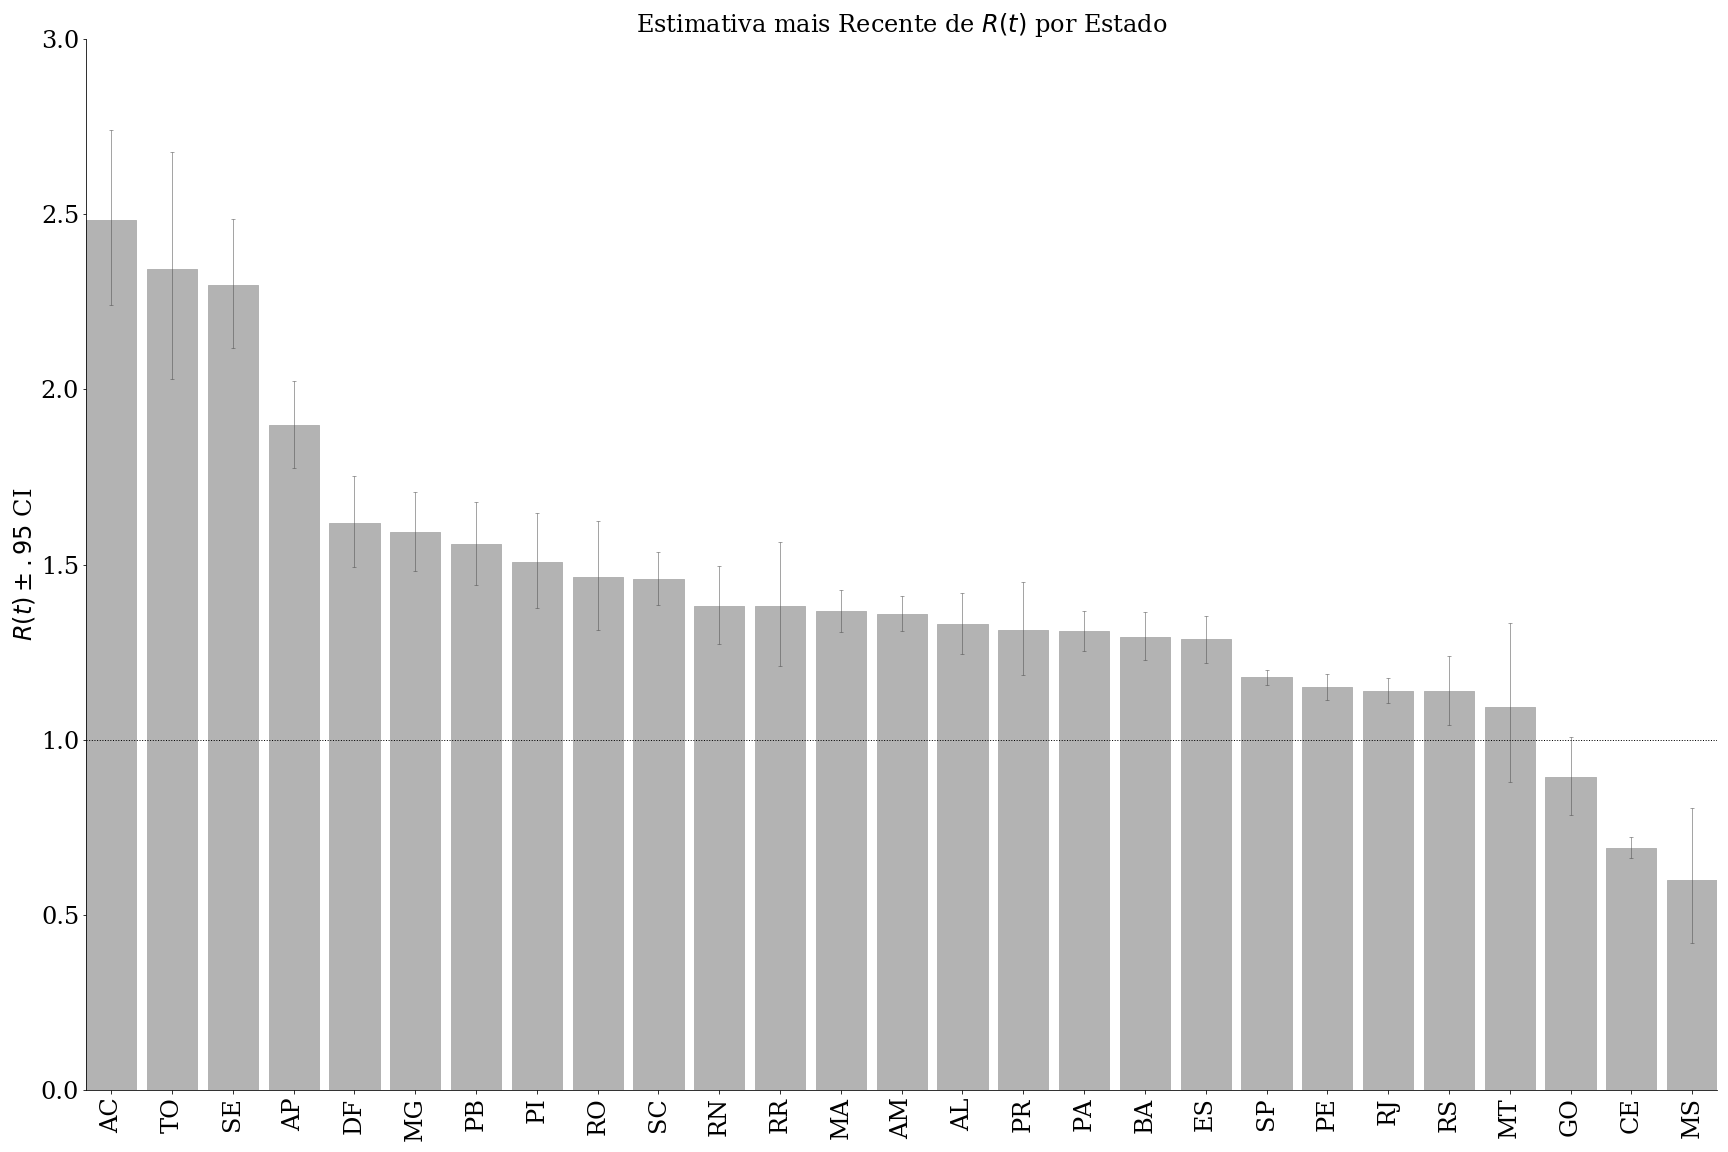 Estimativa mais Recente de R(t) por Estado
R(t) ± .95 CI
3.0
2.5
2.0
1.5
1.0
0.5
0.0
AC TO SE AP DF MG PB PI RO SC RN RR MA AM AL PR PA BA ES SP PE RJ RS MT GO CE MS